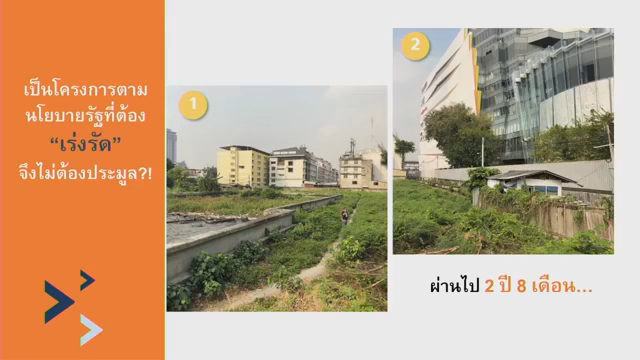 เป็นโครงการตาม
นโยบายรัฐที่ต้อง
“เร่งรัด”
จึงไม่ต้องประมูล?!
1
2
ผ่านไป 2 ปี 8 เดือน...